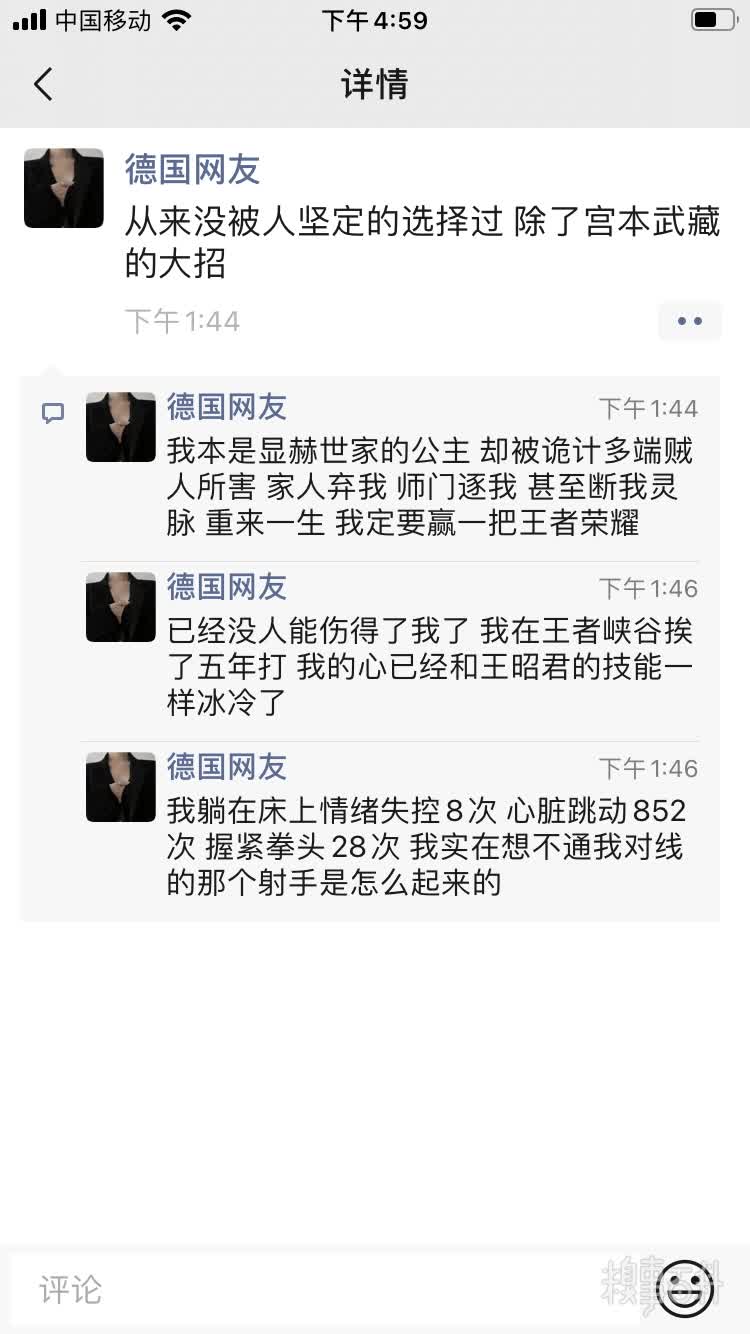 中国移动
下午4:59
详情
德国网友
从来没被人坚定的选择过 除了宫本武藏
的大招
下午1:44
德国网友
下午1:44
我本是显赫世家的公主 却被诡计多端贼
人所害 家人弃我 师门逐我 甚至断我灵
脉 重来一生 我定要赢一把王者荣耀
德国网友
下午1:46
已经没人能伤得了我了 我在王者峡谷挨
了五年打 我的心已经和王昭君的技能一
样冰冷了
德国网友
下午1:46
我躺在床上情绪失控8次 心脏跳动852
次 握紧拳头28次 我实在想不通我对线
的那个射手是怎么起来的
评论